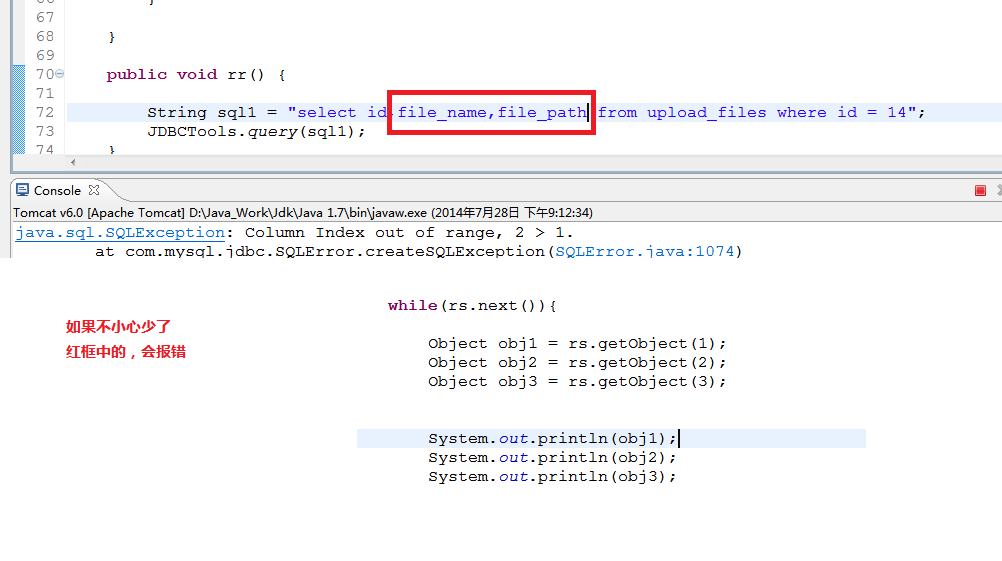 67
68 }
69
70 public void rr() {
71
72 String sql1 = "select id,file_name,file_path from upload_files where id = 14";
73 JDBCTools.query(sql1);
74 }
Console
Tomcat v6.0 [Apache Tomcat] D:\Java_Work\Jdk\Java 1.7\bin\javaw.exe (2014年7月28日 下午9:12:34)
java.sql.SQLException: Column Index out of range, 2 > 1.
at com.mysql.jdbc.SQLError.createSQLException(SQLError.java:1074)
while(rs.next()){
如果不小心少了
红框中的，会报错
Object obj1 = rs.getObject(1);
Object obj2 = rs.getObject(2);
Object obj3 = rs.getObject(3);
System.out.println(obj1);
System.out.println(obj2);
System.out.println(obj3);